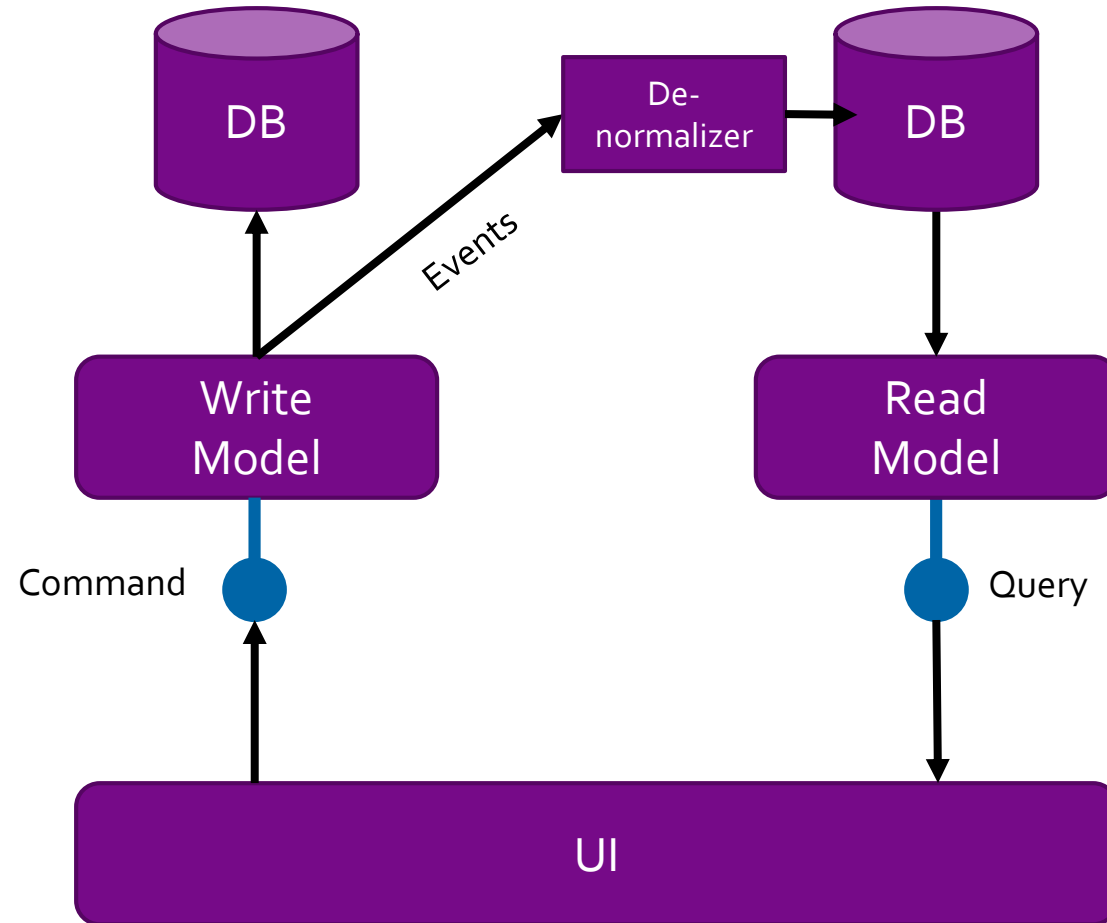 DB
De-
normalizer
DB
Events
Write
Model
Read
Model
Command
Query
UI